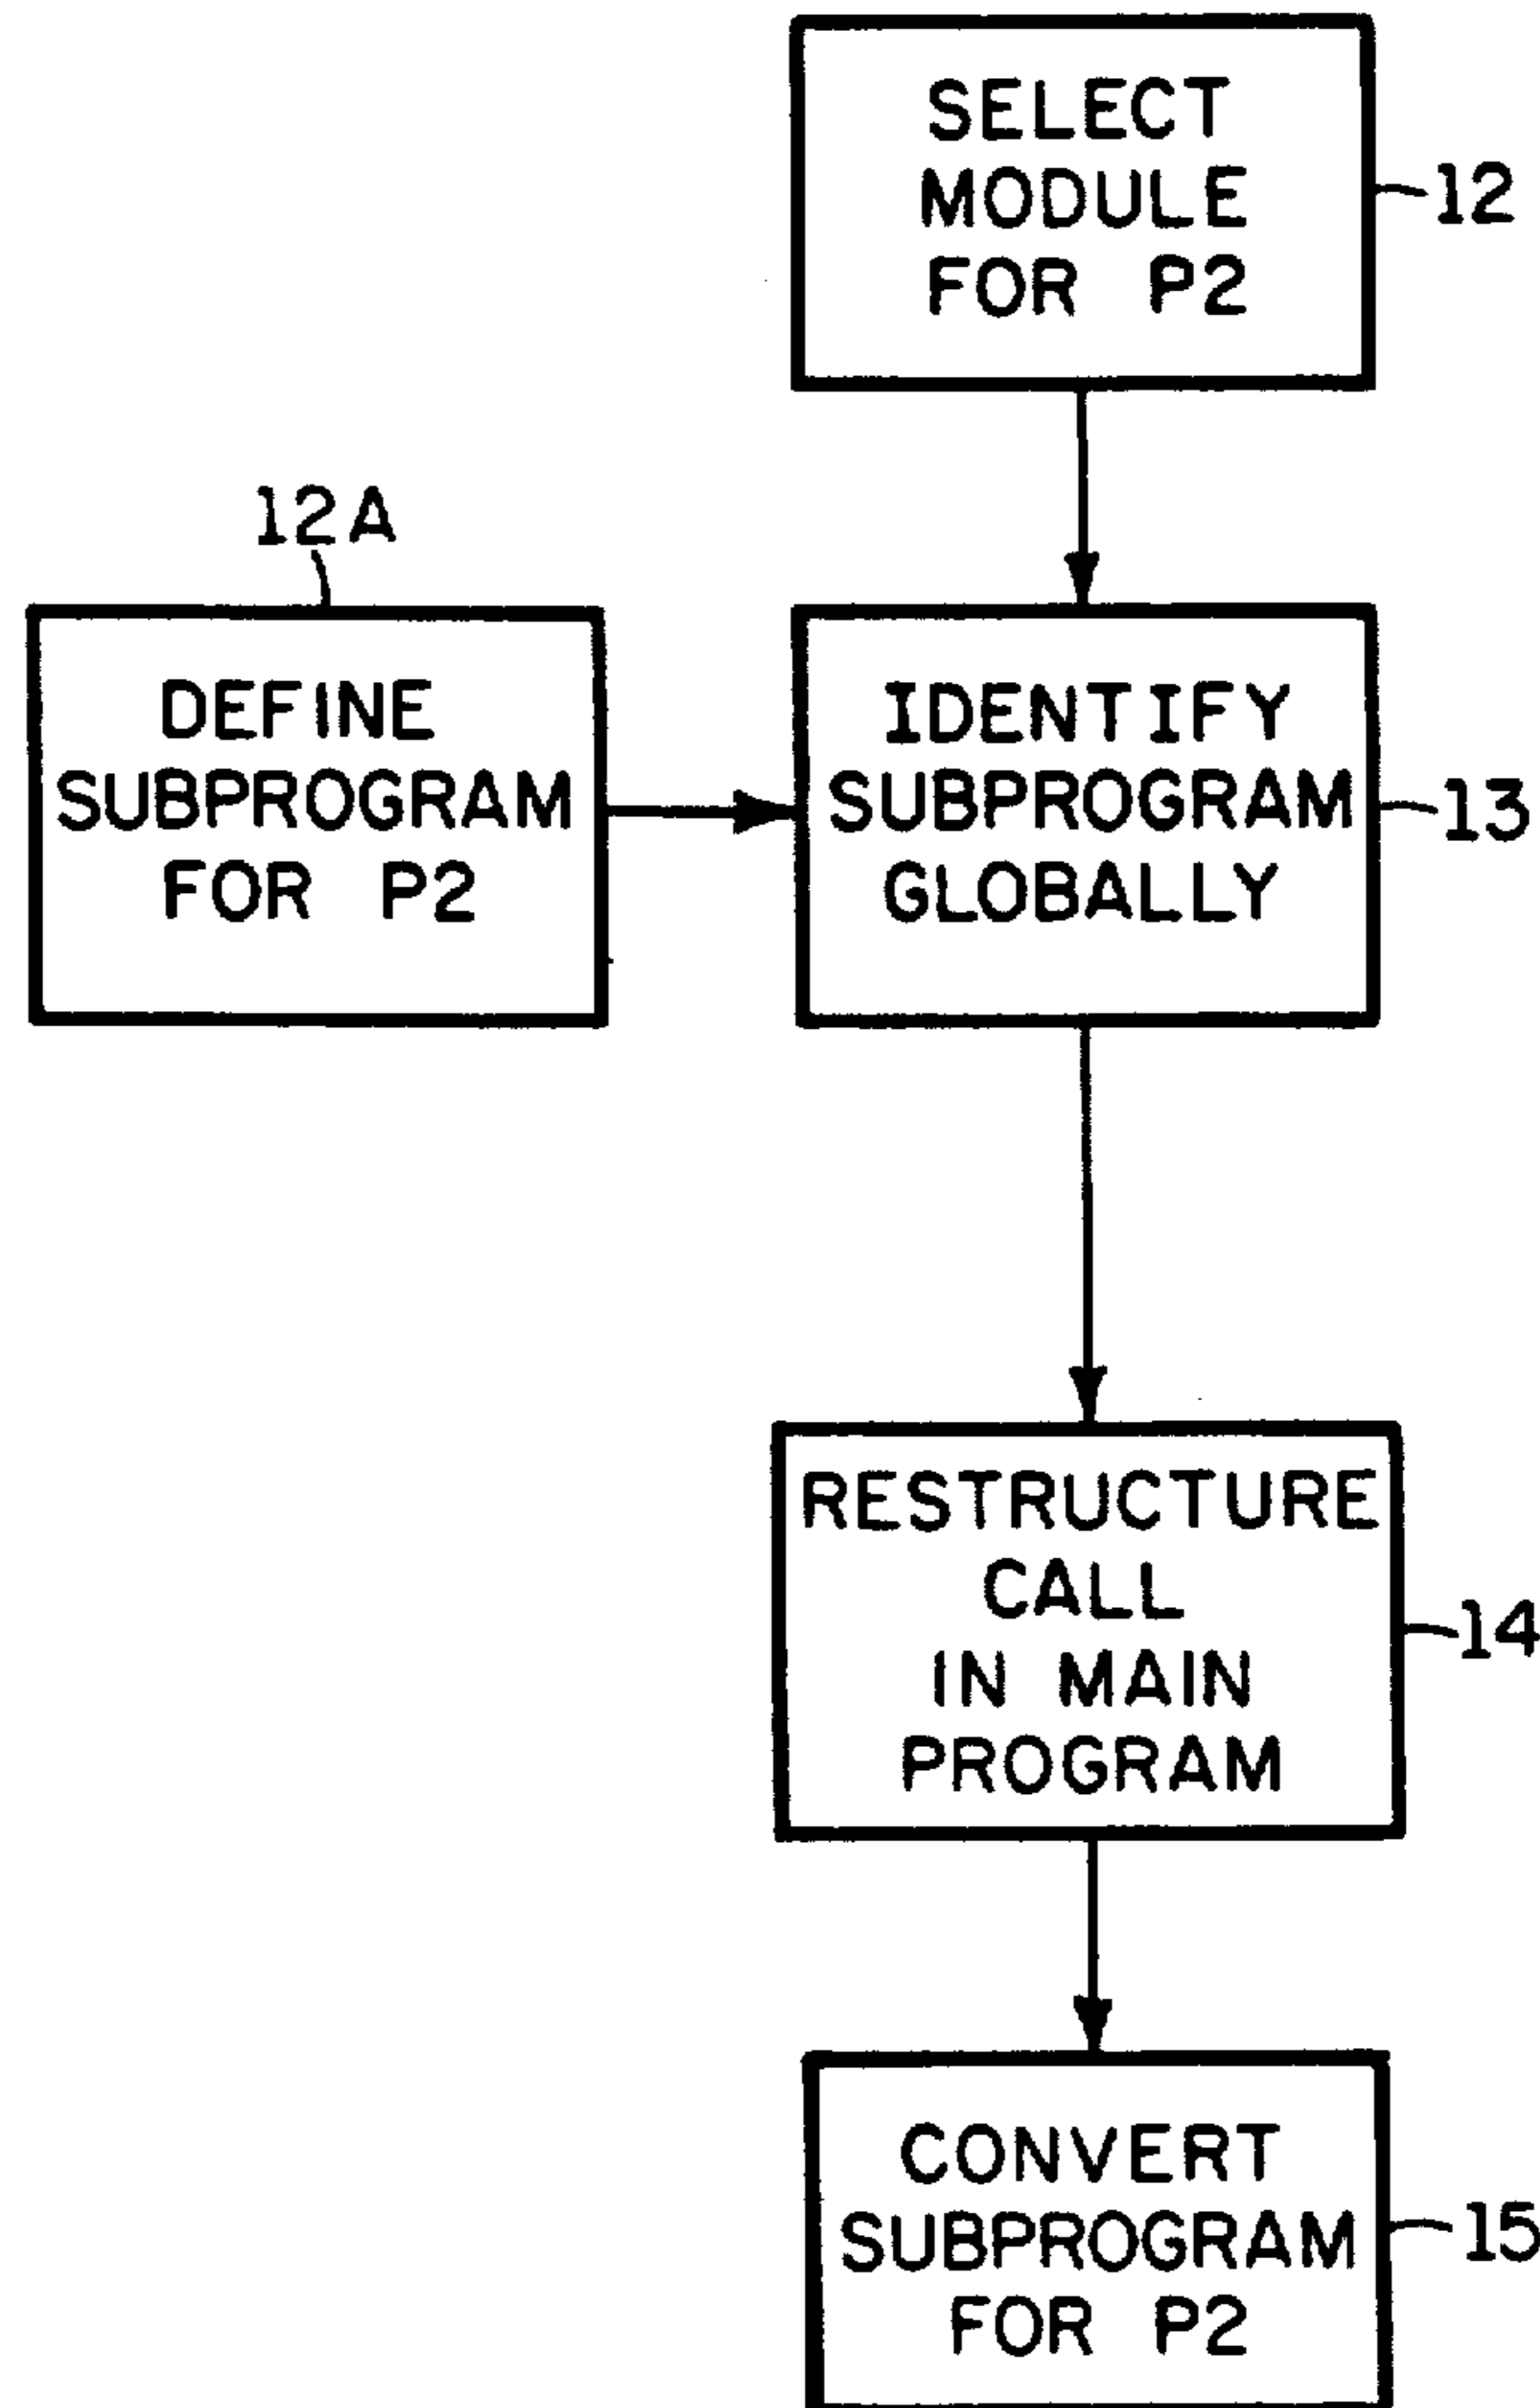 SELECT
MODULE
FOR P2
12
12A
DEFINE
SUBPROGRAM
FOR P2
IDENTIFY
SUBPROGRAM
GLOBALLY
13
RESTRUCTURE
CALL
IN MAIN
PROGRAM
14
CONVERT
SUBPROGRAM
FOR P2
15